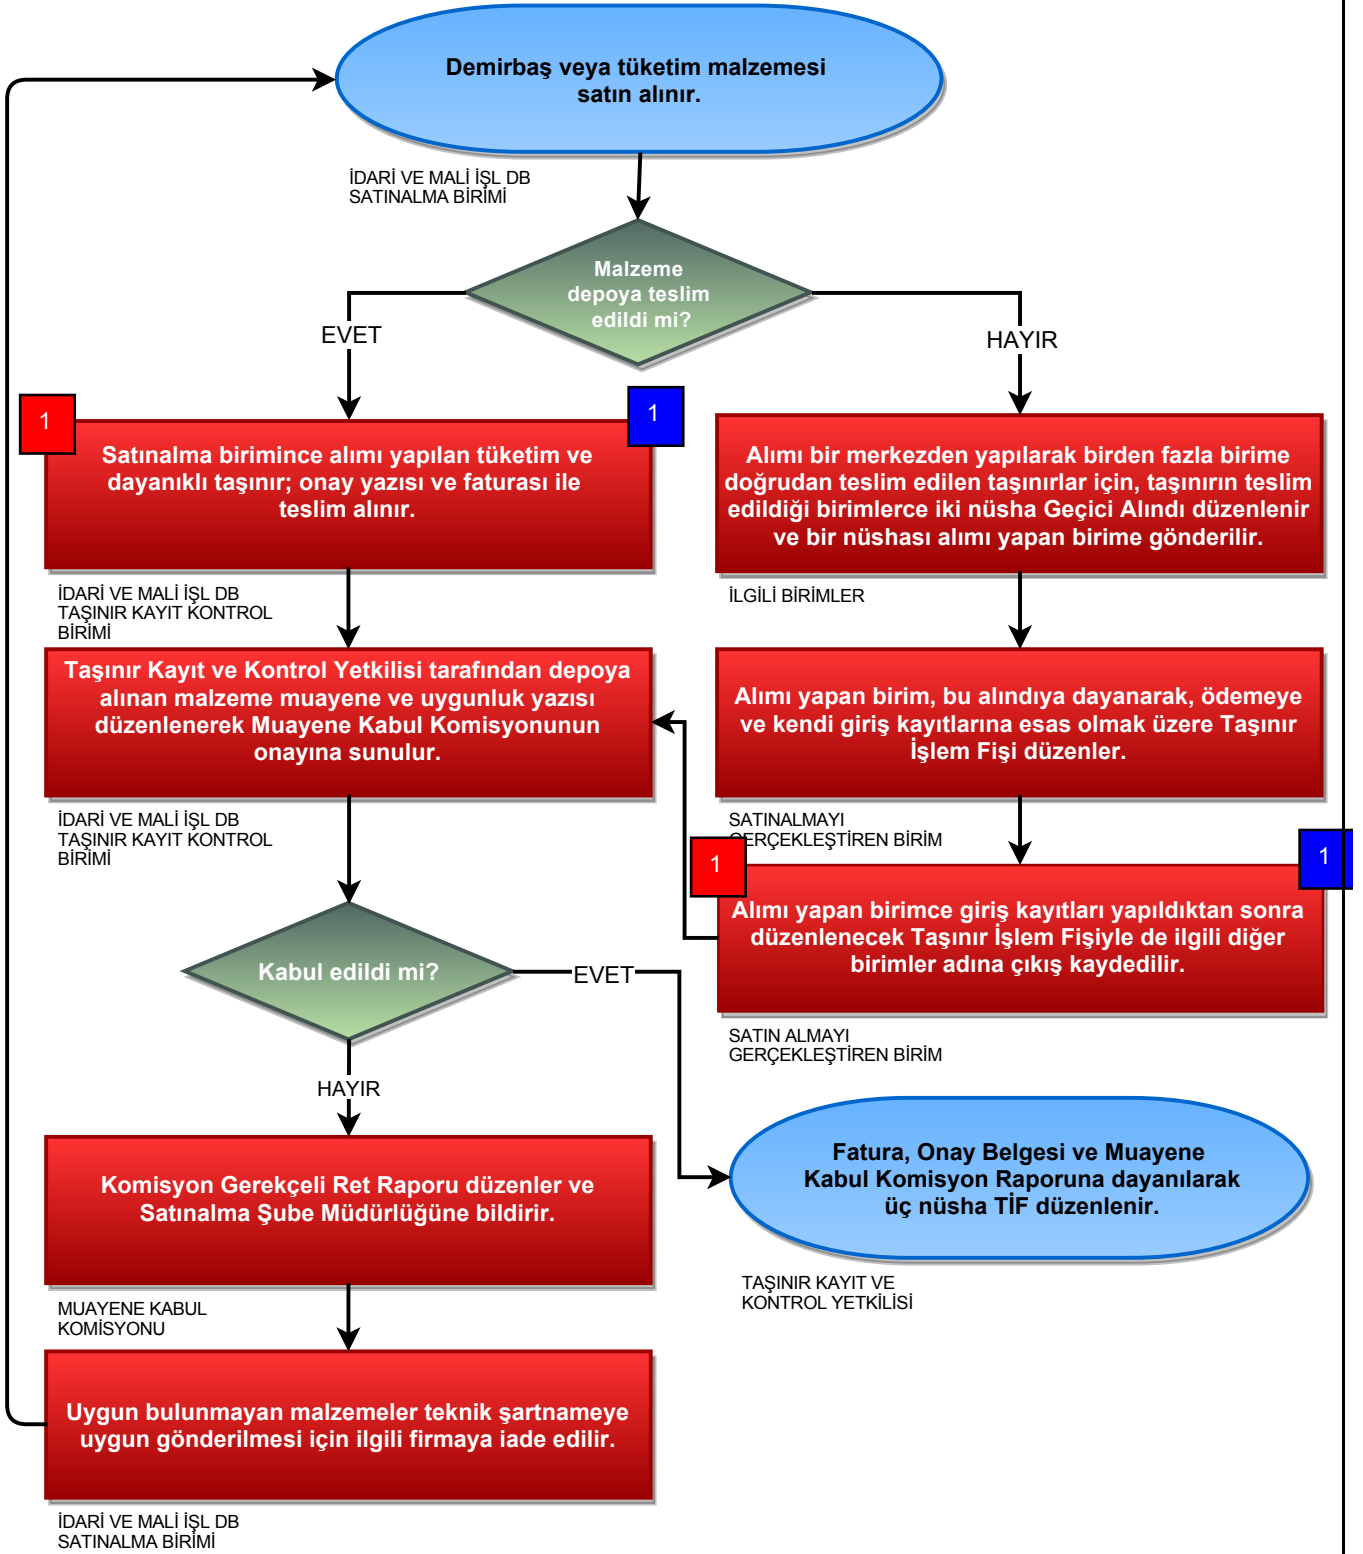 Demirbaş veya tüketim malzemesi
satın alınır.
İDARİ VE MALİ İŞL DB
SATINALMA BİRİMİ
Malzeme
depoya teslim
edildi mi?
EVET
HAYIR
1
1
Satınalma birimince alımı yapılan tüketim ve
dayanıklı taşınır; onay yazısı ve faturası ile
teslim alınır.
Alımı bir merkezden yapılarak birden fazla birime
doğrudan teslim edilen taşınırlar için, taşınırın teslim
edildiği birimlerce iki nüsha Geçici Alındı düzenlenir
ve bir nüshası alımı yapan birime gönderilir.
İDARİ VE MALİ İŞL DB
TAŞINIR KAYIT KONTROL
BİRİMİ
İLGİLİ BİRİMLER
Taşınır Kayıt ve Kontrol Yetkilisi tarafından depoya
alınan malzeme muayene ve uygunluk yazısı
düzenlenerek Muayene Kabul Komisyonunun
onayına sunulur.
Alımı yapan birim, bu alındıya dayanarak, ödemeye
ve kendi giriş kayıtlarına esas olmak üzere Taşınır
İşlem Fişi düzenler.
İDARİ VE MALİ İŞL DB
TAŞINIR KAYIT KONTROL
BİRİMİ
SATINALMAYI
GERÇEKLEŞTİREN BİRİM
1
1
Alımı yapan birimce giriş kayıtları yapıldıktan sonra
düzenlenecek Taşınır İşlem Fişiyle de ilgili diğer
birimler adına çıkış kaydedilir.
Kabul edildi mi?
EVET
SATIN ALMAYI
GERÇEKLEŞTİREN BİRİM
HAYIR
Komisyon Gerekçeli Ret Raporu düzenler ve
Satınalma Şube Müdürlüğüne bildirir.
Fatura, Onay Belgesi ve Muayene
Kabul Komisyon Raporuna dayanılarak
üç nüsha TİF düzenlenir.
MUAYENE KABUL
KOMİSYONU
TAŞINIR KAYIT VE
KONTROL YETKİLİSİ
Uygun bulunmayan malzemeler teknik şartnameye
uygun gönderilmesi için ilgili firmaya iade edilir.
İDARİ VE MALİ İŞL DB
SATINALMA BİRİMİ